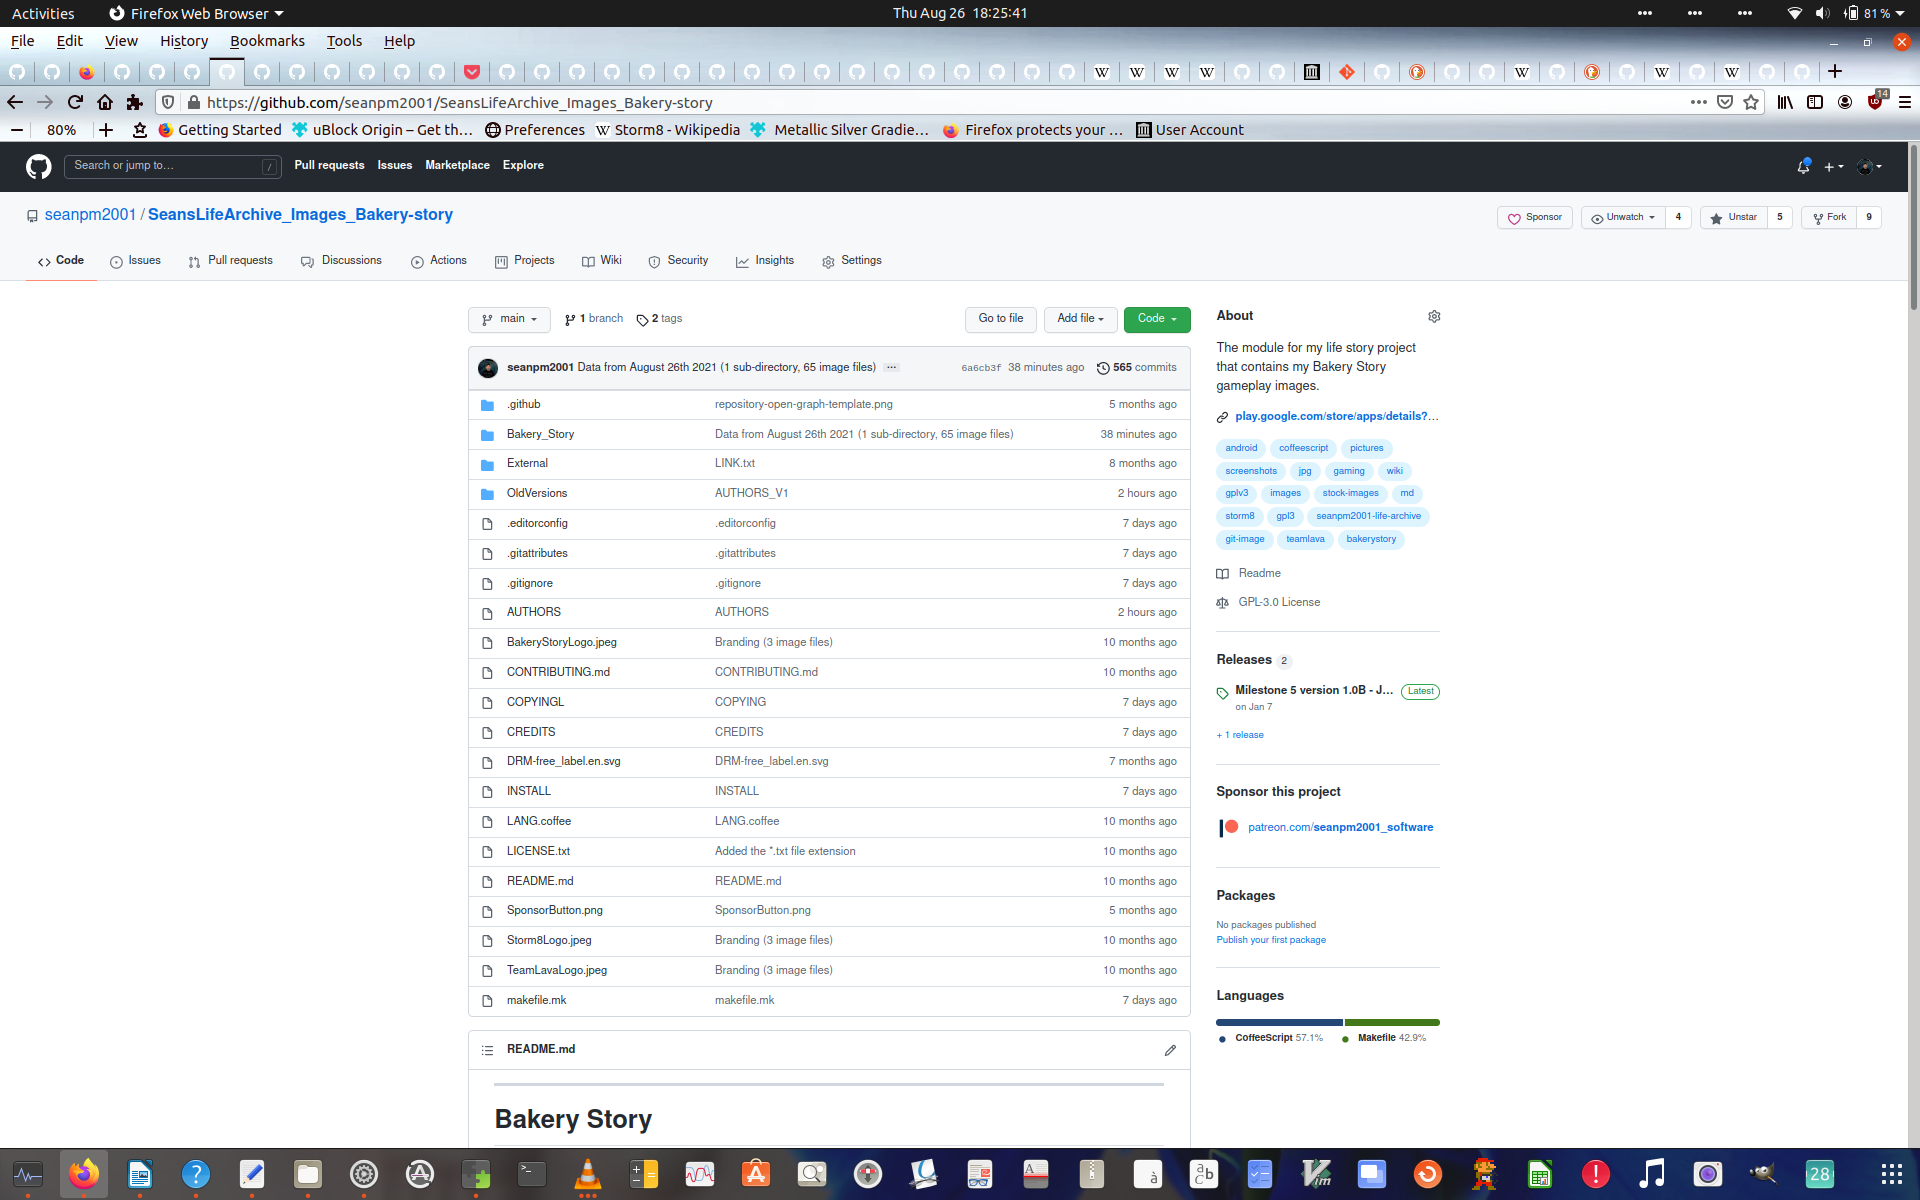 Activities Firefox Web Browser Thu Aug 26 18:25:41 81 %
File Edit View History Bookmarks Tools Help
https://github.com/seanpm2001/SeansLifeArchive_Images_Bakery-story 14
80% Getting Started uBlock Origin – Get th… Preferences Storm8 - Wikipedia Metallic Silver Gradie… Firefox protects your … User Account
Search or jump to… / Pull requests Issues Marketplace Explore
seanpm2001 / SeansLifeArchive_Images_Bakery-story Sponsor Unwatch 4 Unstar 5 Fork 9
Code Issues Pull requests Discussions Actions Projects Wiki Security Insights Settings
main 1 branch 2 tags Go to file Add file Code
seanpm2001 Data from August 26th 2021 (1 sub-directory, 65 image files) ... 6a6cb3f 38 minutes ago 565 commits
.github repository-open-graph-template.png 5 months ago
Bakery_Story Data from August 26th 2021 (1 sub-directory, 65 image files) 38 minutes ago
External LINK.txt 8 months ago
OldVersions AUTHORS_V1 2 hours ago
.editorconfig .editorconfig 7 days ago
.gitattributes .gitattributes 7 days ago
.gitignore .gitignore 7 days ago
AUTHORS AUTHORS 2 hours ago
BakeryStoryLogo.jpeg Branding (3 image files) 10 months ago
CONTRIBUTING.md CONTRIBUTING.md 10 months ago
COPYINGL COPYING 7 days ago
CREDITS CREDITS 7 days ago
DRM-free_label.en.svg DRM-free_label.en.svg 7 months ago
INSTALL INSTALL 7 days ago
LANG.coffee LANG.coffee 10 months ago
LICENSE.txt Added the *.txt file extension 10 months ago
README.md README.md 10 months ago
SponsorButton.png SponsorButton.png 5 months ago
Storm8Logo.jpeg Branding (3 image files) 10 months ago
TeamLavaLogo.jpeg Branding (3 image files) 10 months ago
makefile.mk makefile.mk 7 days ago
README.md
Bakery Story
About
The module for my life story project
that contains my Bakery Story
gameplay images.
play.google.com/store/apps/details?…
android coffeescript pictures
screenshots jpg gaming wiki
gplv3 images stock-images md
storm8 gpl3 seanpm2001-life-archive
git-image teamlava bakerystory
Readme
GPL-3.0 License
Releases 2
Milestone 5 version 1.0B - J… Latest
on Jan 7
+ 1 release
Sponsor this project
patreon.com/seanpm2001_software
Packages
No packages published
Publish your first package
Languages
CoffeeScript 57.1% Makefile 42.9%
28